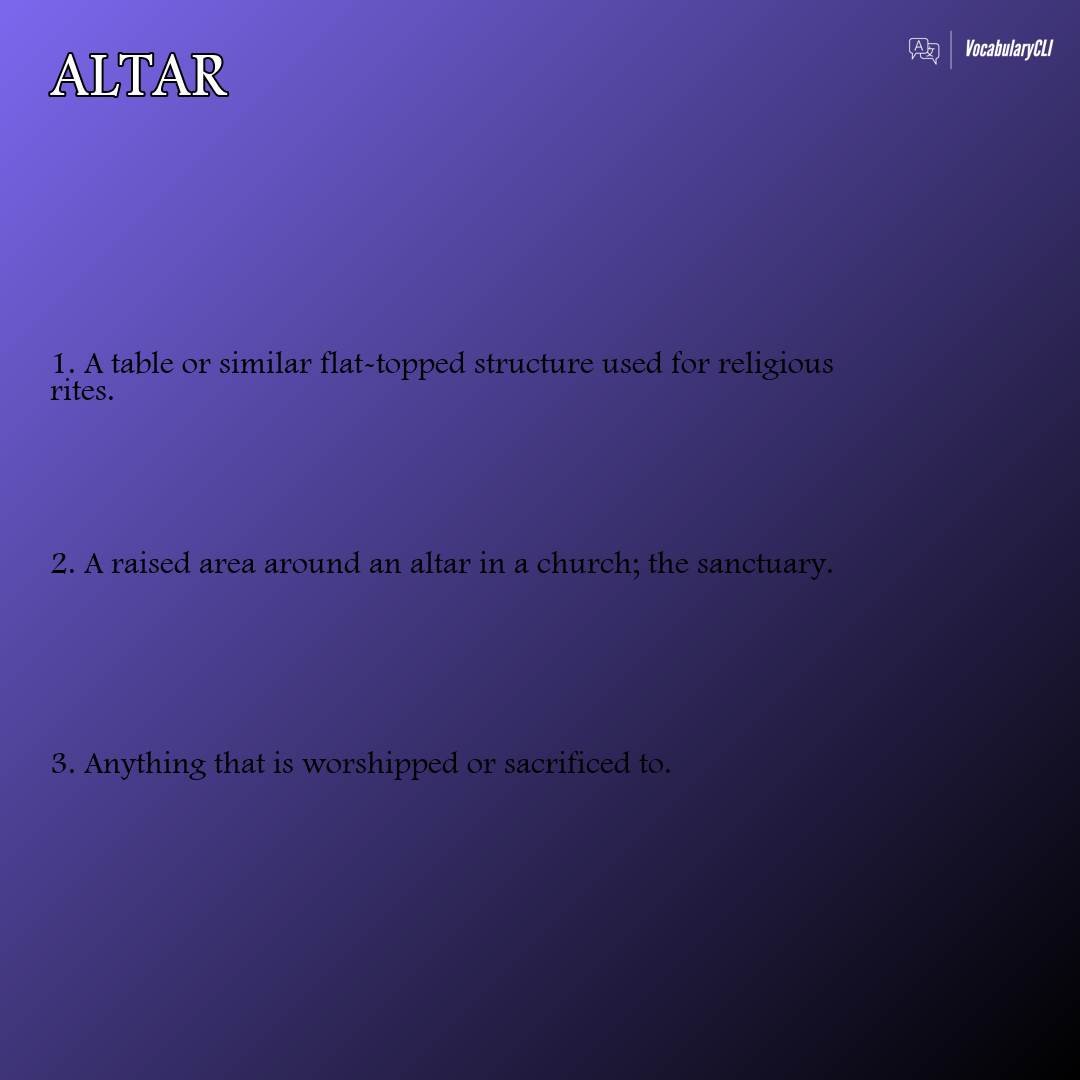 ALTAR
VocabularyCLI
1. A table or similar flat-topped structure used for religious
rites.
2. A raised area around an altar in a church; the sanctuary.
3. Anything that is worshipped or sacrificed to.